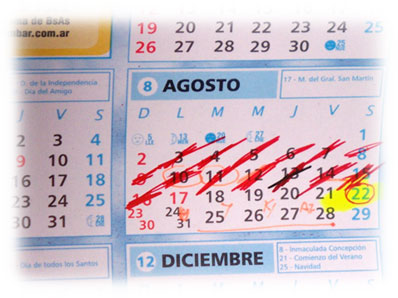 de BsAs
bar.com.ar
19 20 21 22 23 24 25
26 27 28 29 30
D. de la Independencia
Día del Amigo
J V S
2 3 4
9 10 11
16 17 18
23 24 25
30 31
8 AGOSTO
17 - M. del Gral. San Martín
D L M M J V S
1
2 3 4 5 6 7 8
9 10 11 12 13 14 15
16 17 18 19 20 21 22
23 24 25 26 27 28 29
30 31
Día de todos los Santos
12 DICIEMBRE
8 - Inmaculada Concepción
21 - Comienzo del Verano
25 - Navidad